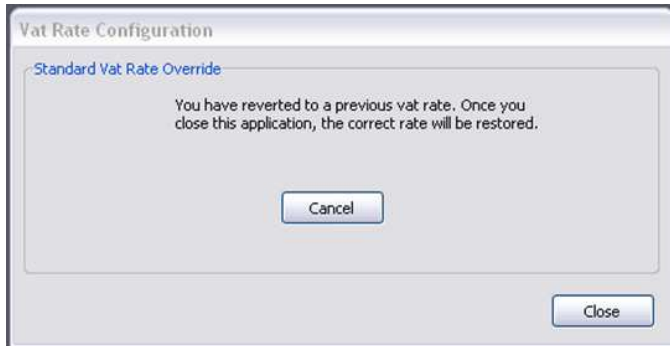 Vat Rate Configuration
Standard Vat Rate Override
You have reverted to a previous vat rate. Once you
close this application, the correct rate will be restored.
Cancel
Close